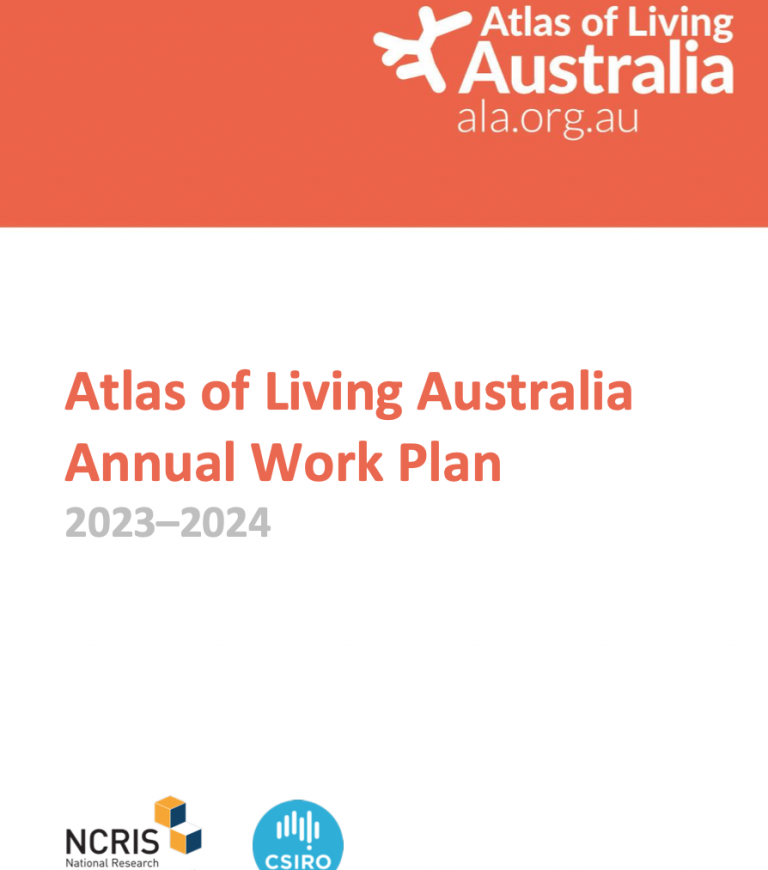 Atlas of Living
Australia
ala.org.au
Atlas of Living Australia
Annual Work Plan
2023–2024
NCRIS
National Research
CSIRO